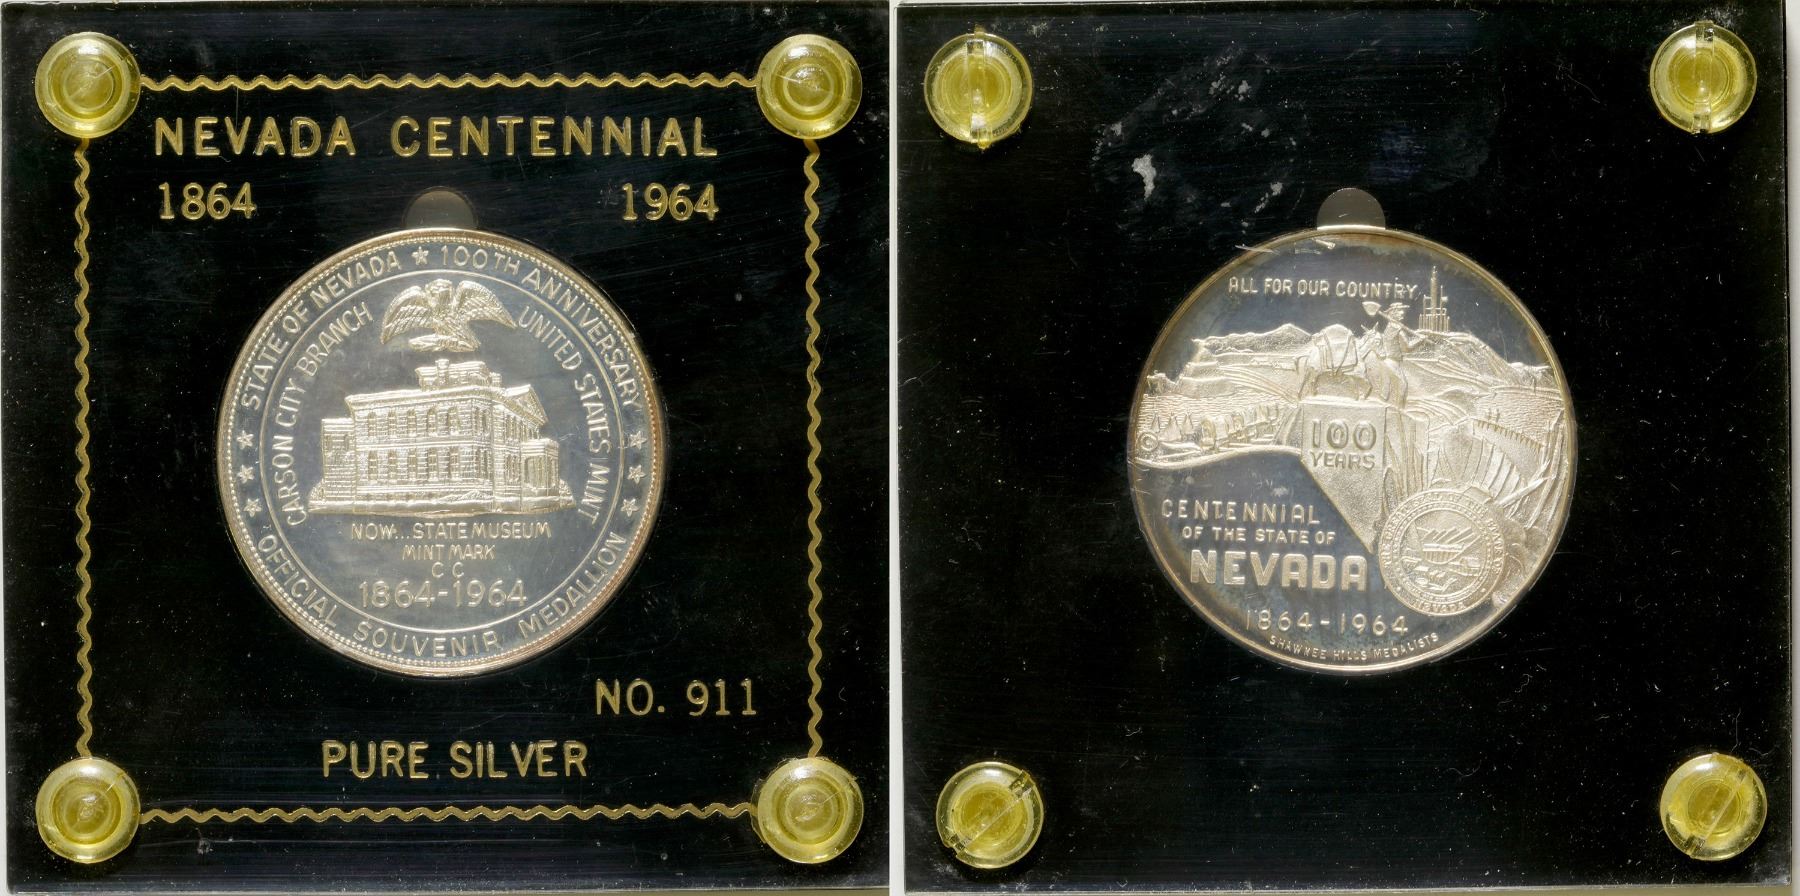 NEVADA CENTENNIAL
1864 1964
STATE OF NEVADA ★ 100TH ANNIVERSARY
CARSON CITY BRANCH UNITED STATES MINT
NOW...STATE MUSEUM
MINT MARK
C C
1864-1964
OFFICIAL SOUVENIR MEDALLION
NO. 911
PURE SILVER
ALL FOR OUR COUNTRY
100
YEARS
©
CENTENNIAL
OF THE STATE OF
NEVADA
1864-1964
SHAWNEE HILLS MEDALISTS
NEVADA